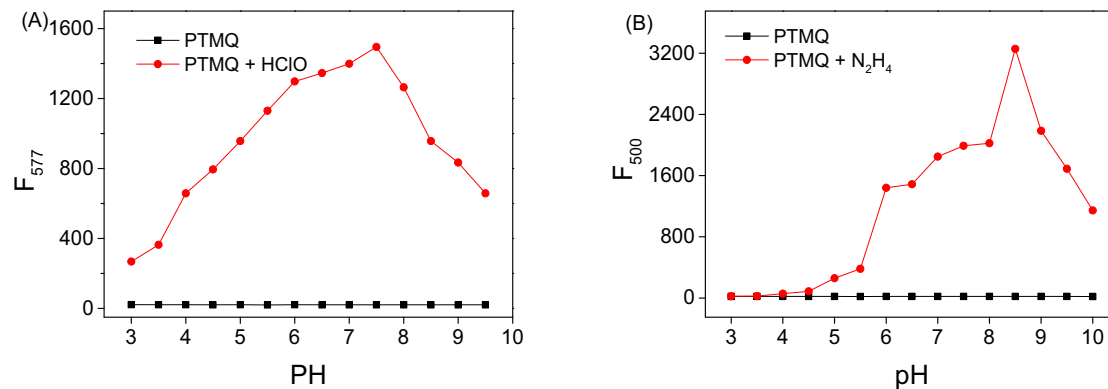 (A)
PTMQ
PTMQ + HClO
F577
1600
1200
800
400
0
3 4 5 6 7 8 9 10
PH
(B)
PTMQ
PTMQ + N2H4
F500
3200
2400
1600
800
0
3 4 5 6 7 8 9 10
pH